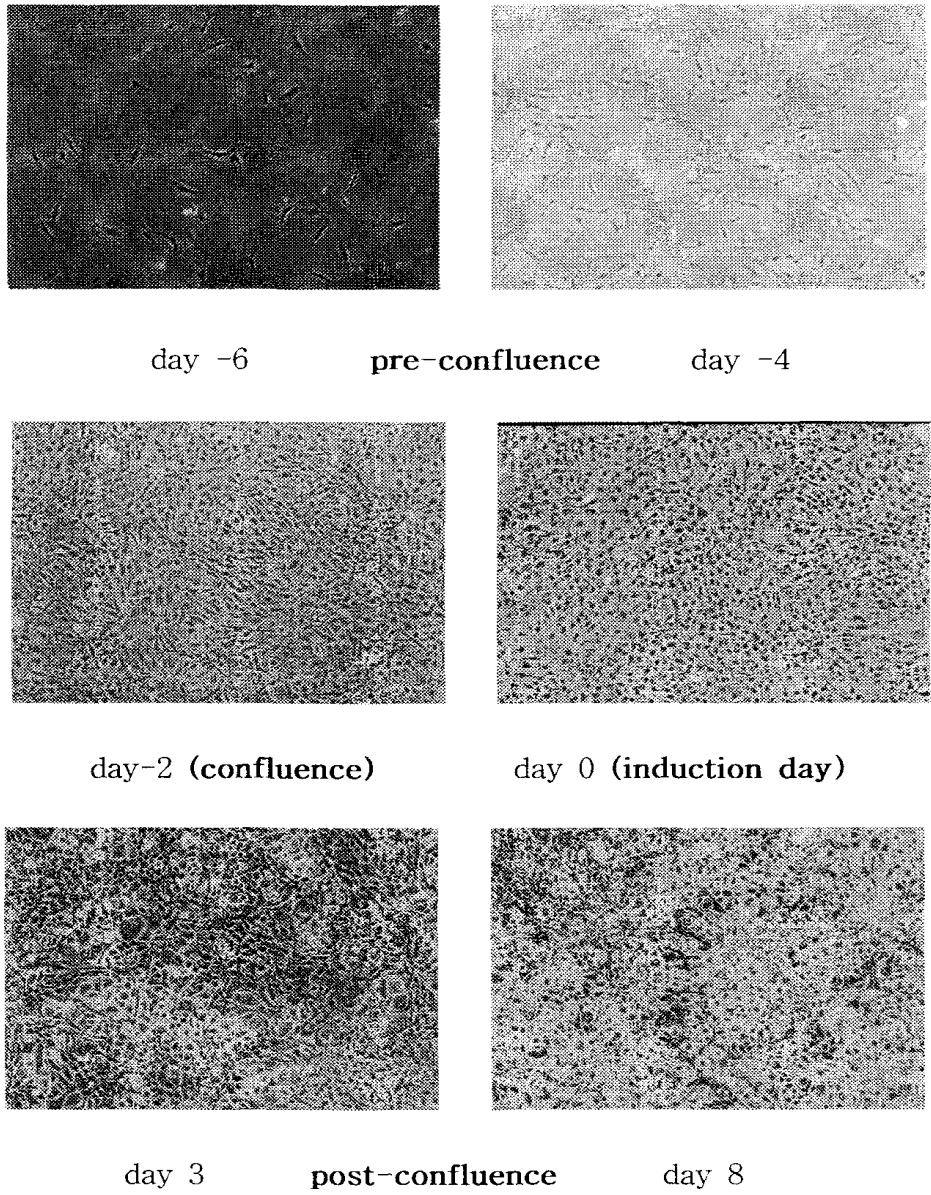 day -6 pre-confluence day -4
day-2 (confluence) day 0 (induction day)
day 3 post-confluence day 8